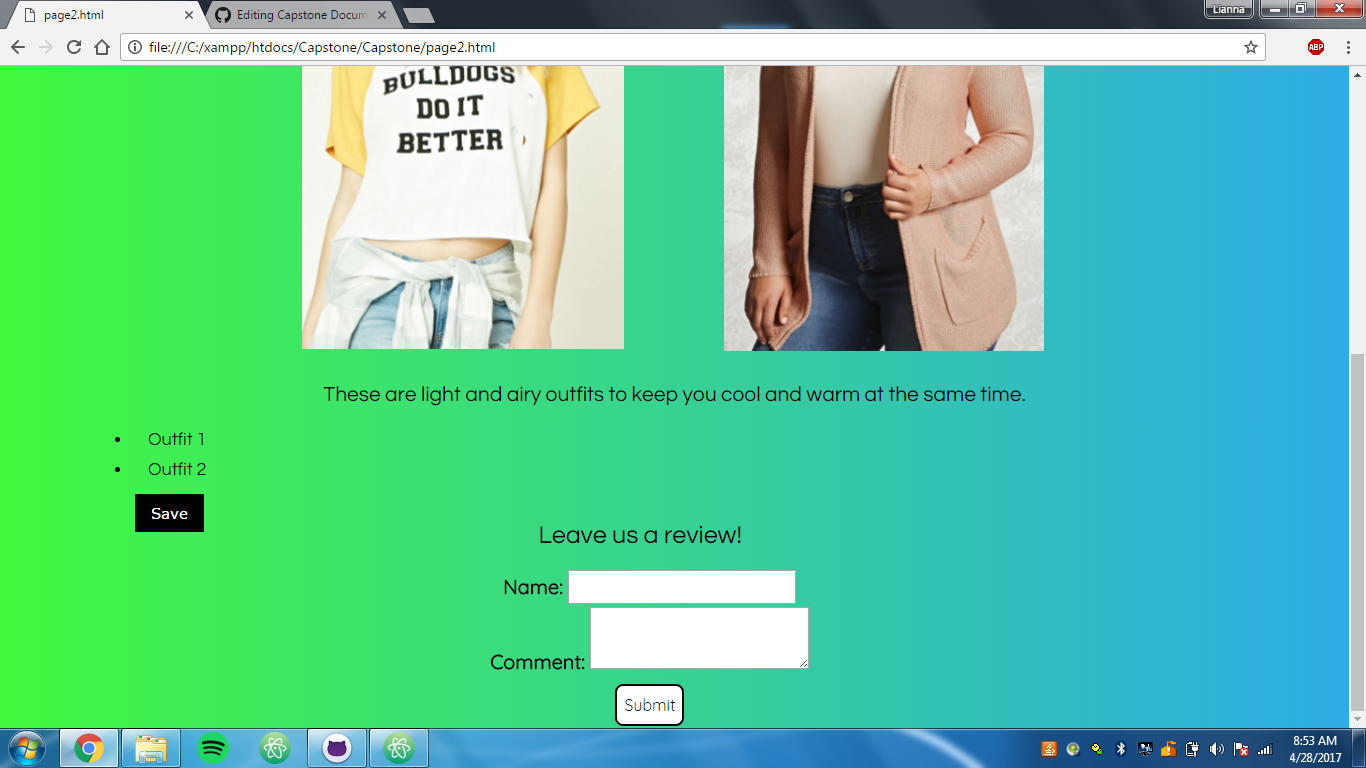 page2.html
Editing Capstone Docum
Lianna
file:///C:/xampp/htdocs/Capstone/Capstone/page2.html
ABP
BULLDOGS
DO IT
BETTER
These are light and airy outfits to keep you cool and warm at the same time.
Outfit 1
Outfit 2
Save
Leave us a review!
Name:
Comment:
Submit
8:53 AM
4/28/2017